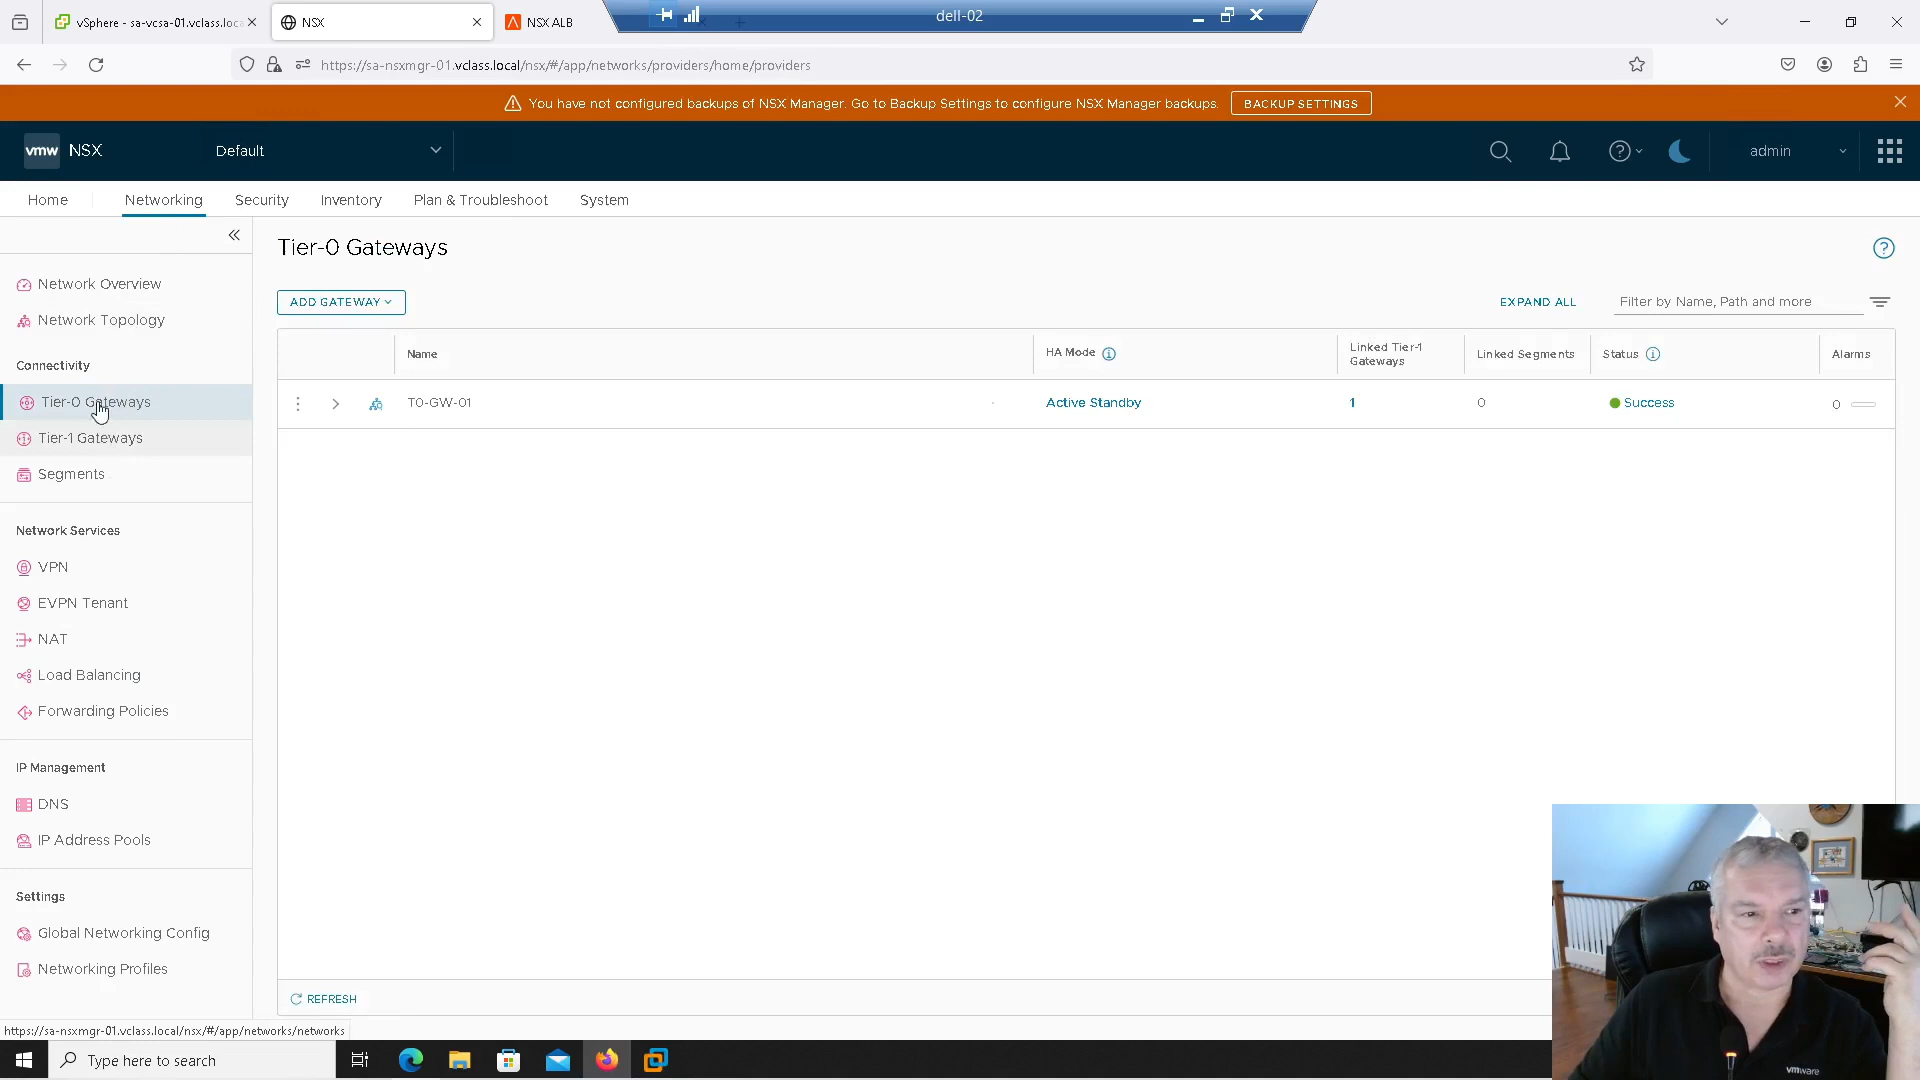 vSphere - sa-vcsa-01.vclass.loca
NSX
NSX ALB
dell-02
https://sa-nsxmgr-01.vclass.local/nsx/#/app/networks/providers/home/providers
You have not configured backups of NSX Manager. Go to Backup Settings to configure NSX Manager backups.
BACKUP SETTINGS
vmw NSX
Default
admin
Home
Networking
Security
Inventory
Plan & Troubleshoot
System
Network Overview
Network Topology
Connectivity
Tier-0 Gateways
Tier-1 Gateways
Segments
Network Services
VPN
EVPN Tenant
NAT
Load Balancing
Forwarding Policies
IP Management
DNS
IP Address Pools
Settings
Global Networking Config
Networking Profiles
Tier-0 Gateways
ADD GATEWAY
EXPAND ALL
Filter by Name, Path and more
Name
HA Mode
Linked Tier-1
Gateways
Linked Segments
Status
Alarms
T0-GW-01
Active Standby
1
0
Success
0
REFRESH
https://sa-nsxmgr-01.vclass.local/nsx/#/app/networks/networks
Type here to search
vmware